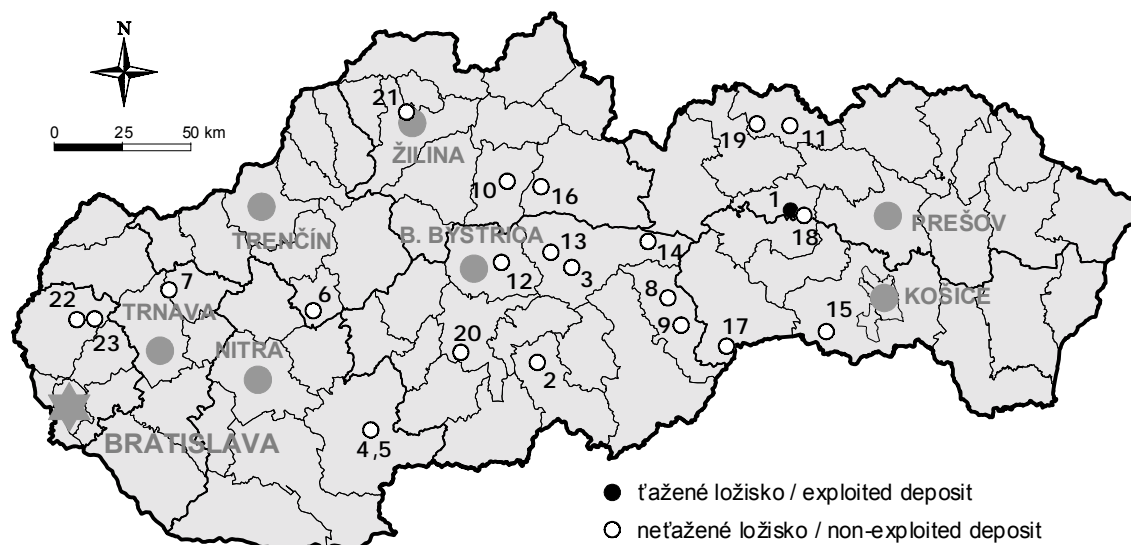 N
0 25 50 km
21
ŽILINA
19 11
10 16
1
18
PREŠOV
TRENČÍN
B. BYSTRICA
13
14
12 3
7
22
TRNAVA
6
8
KOŠICE
23
NITRA
9
15
20
17
2
BRATISLAVA
4,5
ťažené ložisko / exploited deposit
neťažené ložisko / non-exploited deposit